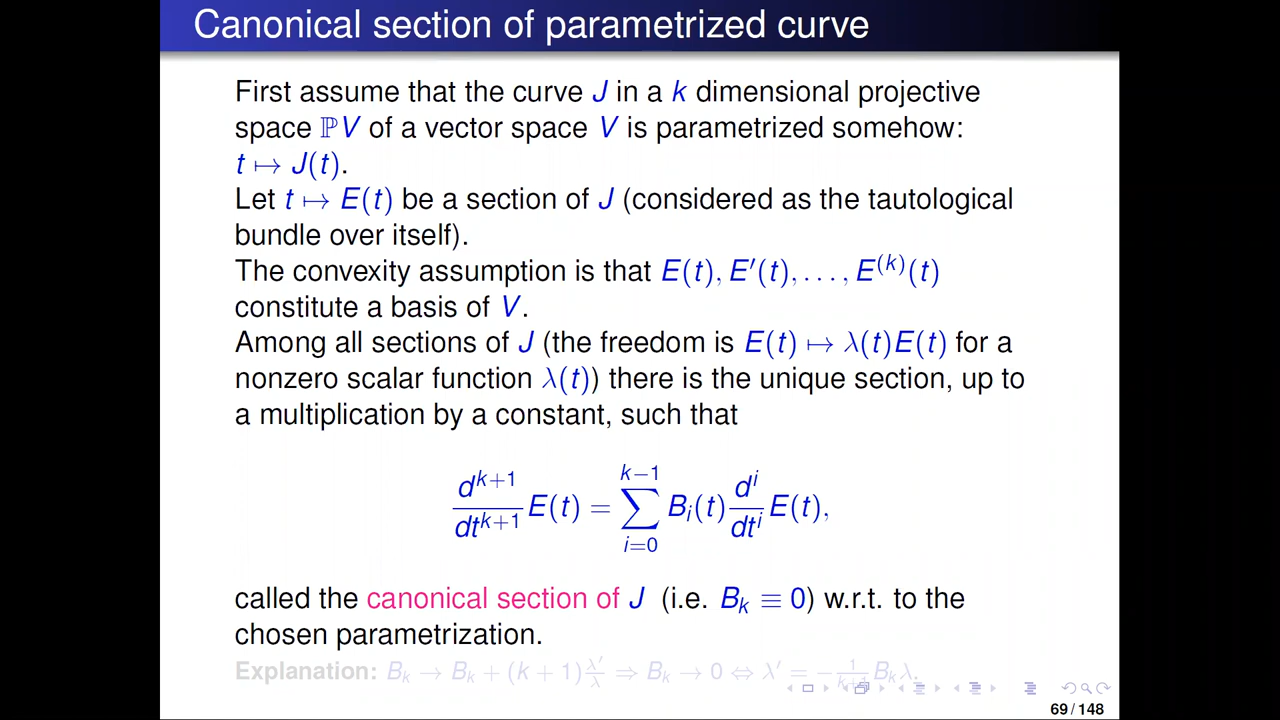 Canonical section of parametrized curve
First assume that the curve J in a k dimensional projective
space ℙV of a vector space V is parametrized somehow:
t ↦ J(t).
Let t ↦ E(t) be a section of J (considered as the tautological
bundle over itself).
The convexity assumption is that E(t), E′(t), . . . , E^(k)(t)
constitute a basis of V.
Among all sections of J (the freedom is E(t) ↦ λ(t)E(t) for a
nonzero scalar function λ(t)) there is the unique section, up to
a multiplication by a constant, such that
d^{k+1}/dt^{k+1} E(t) = ∑_{i=0}^{k−1} B_i(t) d^i/dt^i E(t),
called the canonical section of J (i.e. B_k ≡ 0) w.r.t. to the
chosen parametrization.
Explanation: B_k → B_k + (k + 1) λ′/λ ⇒ B_k → 0 ⇔ λ′ = − 1/(k+1) B_k λ.
69 / 148